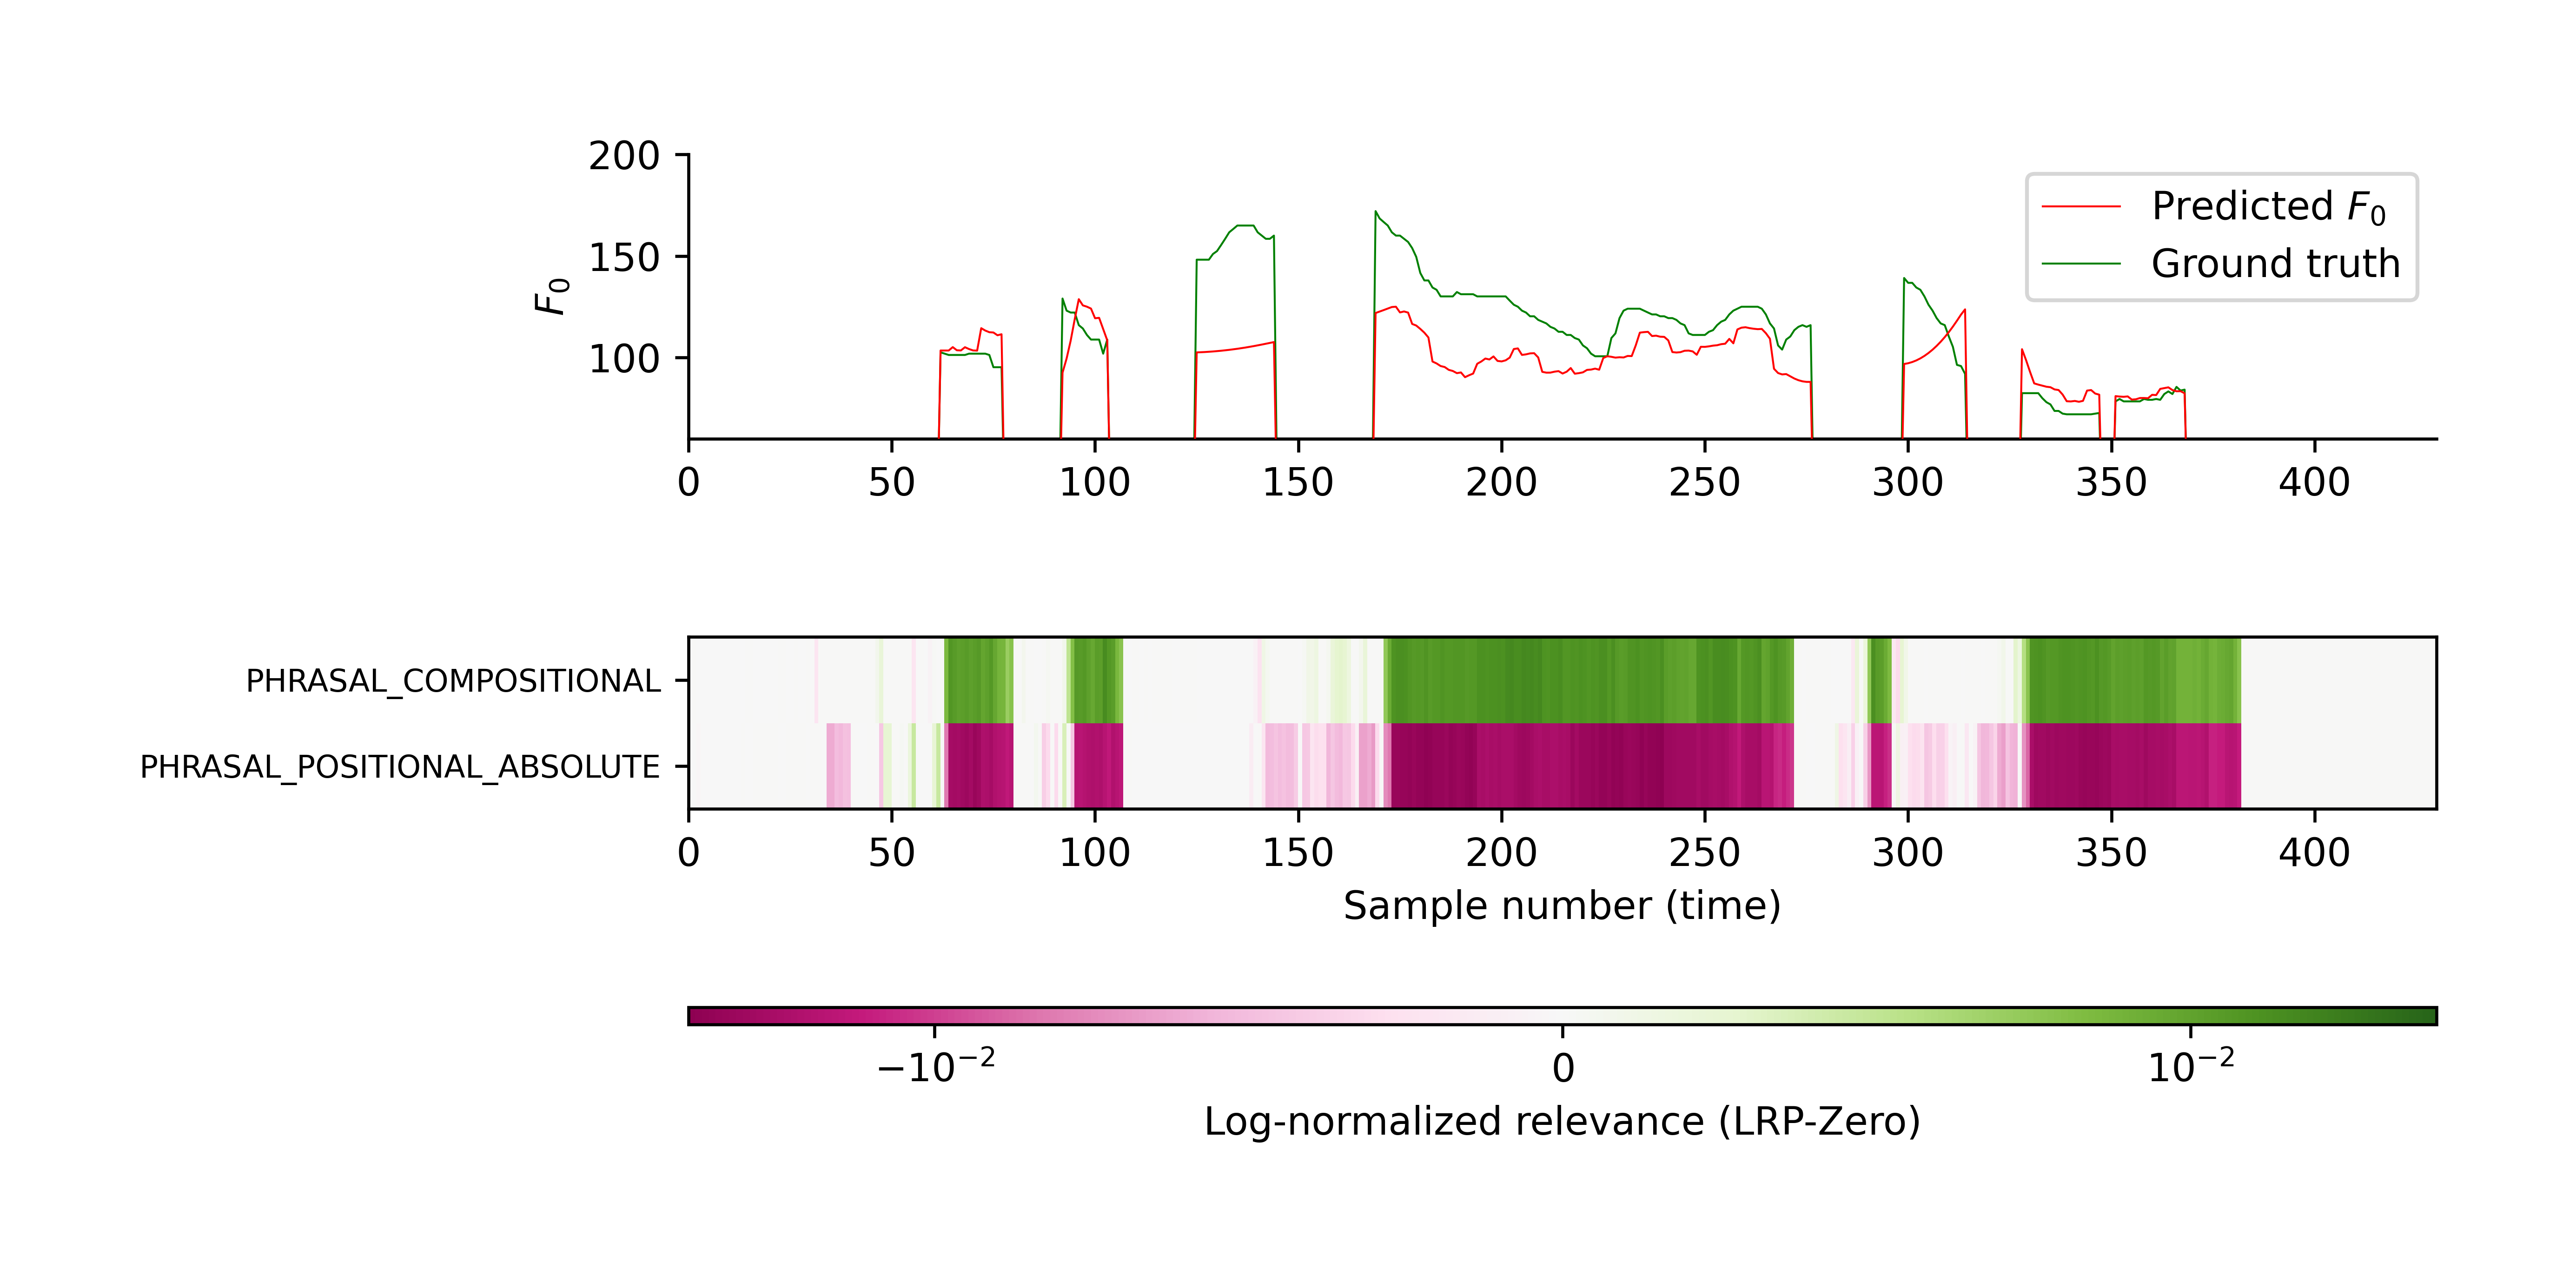 200
150
100
F₀
Predicted F₀
Ground truth
0 50 100 150 200 250 300 350 400
PHRASAL_COMPOSITIONAL
PHRASAL_POSITIONAL_ABSOLUTE
0 50 100 150 200 250 300 350 400
Sample number (time)
−10⁻² 0 10⁻²
Log-normalized relevance (LRP-Zero)